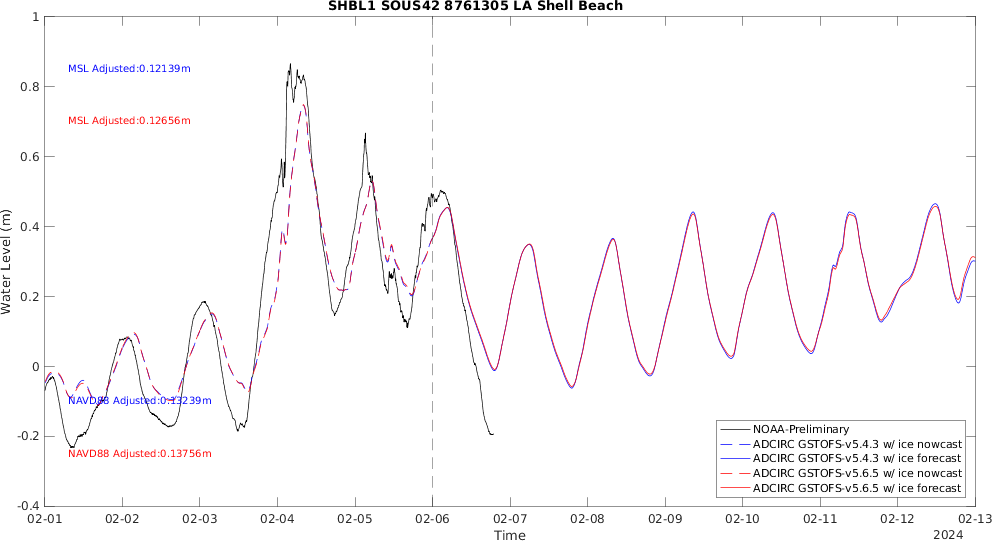 SHBL1 SOUS42 8761305 LA Shell Beach
Water Level (m)
1
0.8
0.6
0.4
0.2
0
-0.2
-0.4
MSL Adjusted:0.12139m
MSL Adjusted:0.12656m
NAVD88 Adjusted:0.13239m
NAVD88 Adjusted:0.13756m
NOAA-Preliminary
ADCIRC GSTOFS-v5.4.3 w/ ice nowcast
ADCIRC GSTOFS-v5.4.3 w/ ice forecast
ADCIRC GSTOFS-v5.6.5 w/ ice nowcast
ADCIRC GSTOFS-v5.6.5 w/ ice forecast
02-01 02-02 02-03 02-04 02-05 02-06 02-07 02-08 02-09 02-10 02-11 02-12 02-13
Time
2024